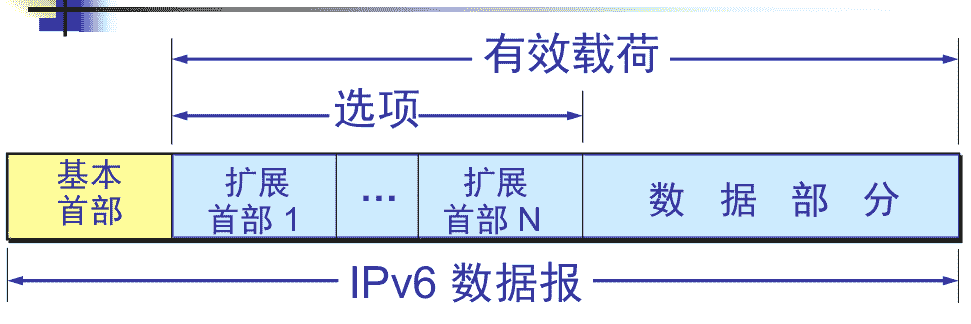 有效载荷
选项
基本
首部
扩展
首部 1
…
扩展
首部 N
数 据 部 分
IPv6 数据报